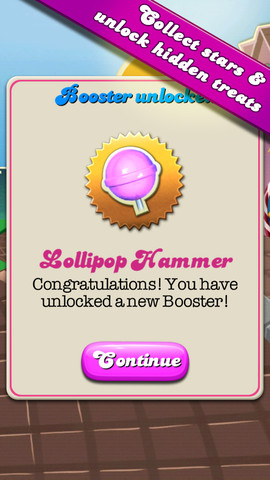 Collect stars &
unlock hidden treats
Booster unlocked
Lollipop Hammer
Congratulations! You have
unlocked a new Booster!
Continue